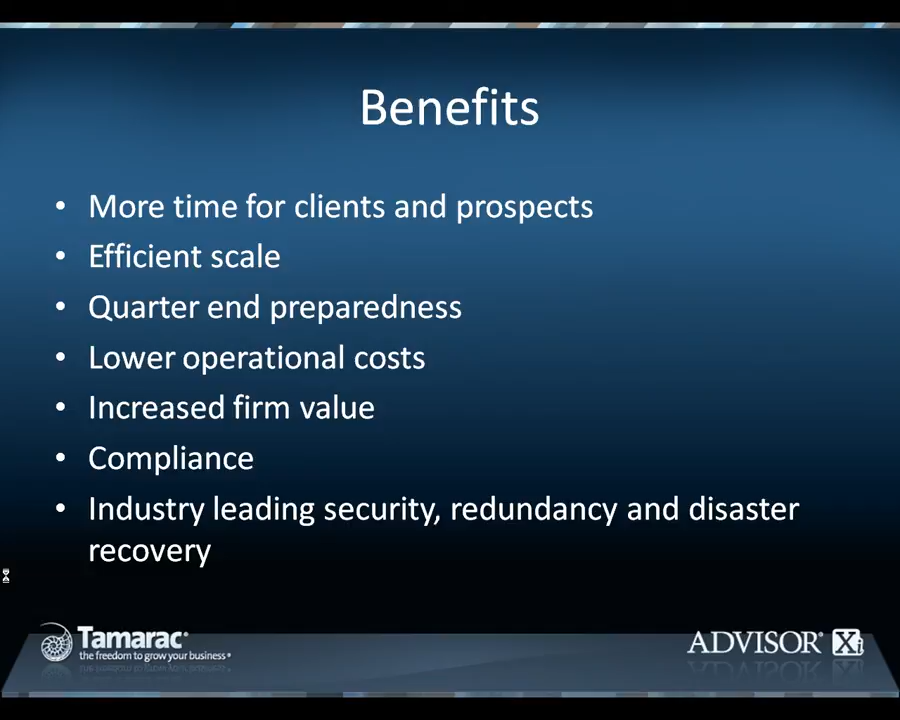 Benefits
• More time for clients and prospects
• Efficient scale
• Quarter end preparedness
• Lower operational costs
• Increased firm value
• Compliance
• Industry leading security, redundancy and disaster
recovery
Tamarac®
the freedom to grow your business®
ADVISOR® Xi